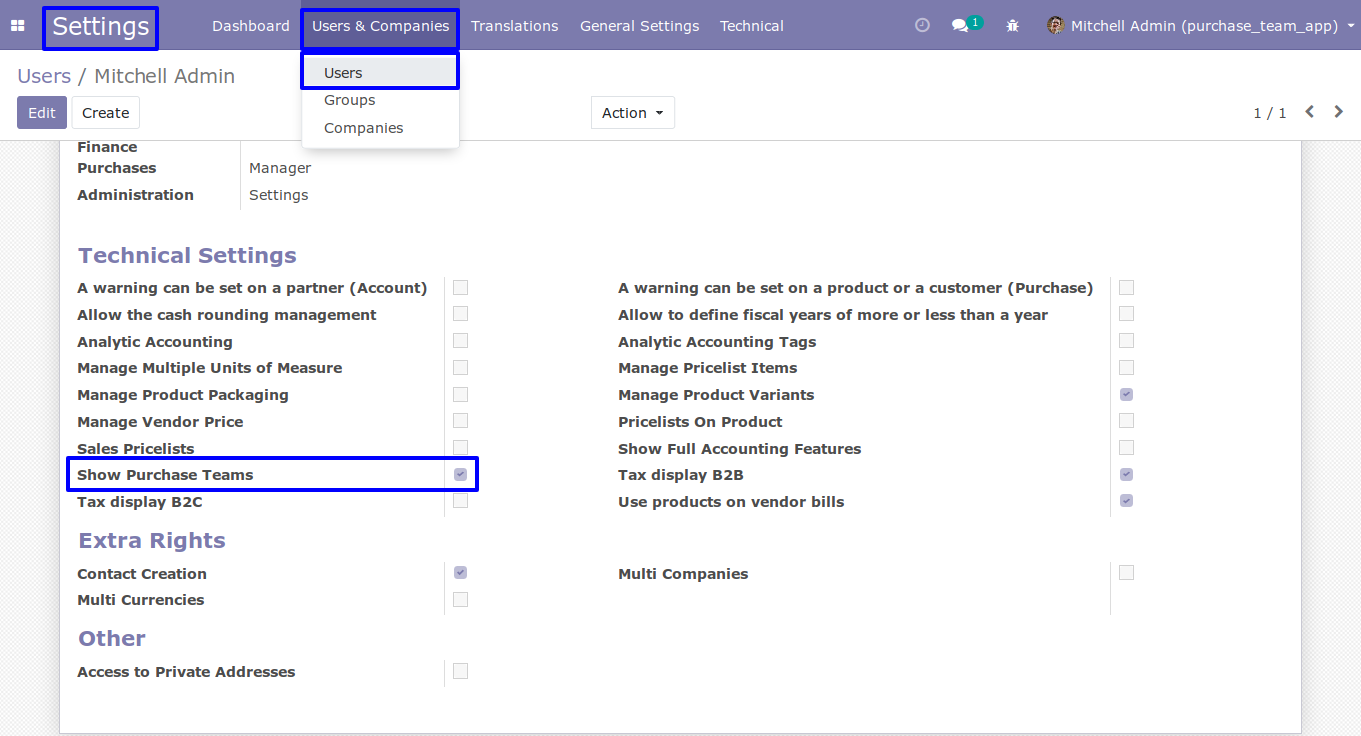 Settings Dashboard Users & Companies Translations General Settings Technical 1 Mitchell Admin (purchase_team_app)
Users / Mitchell Admin
Users
Groups
Companies
Edit Create Action 1 / 1
Finance
Purchases Manager
Administration Settings
Technical Settings
A warning can be set on a partner (Account) A warning can be set on a product or a customer (Purchase)
Allow the cash rounding management Allow to define fiscal years of more or less than a year
Analytic Accounting Analytic Accounting Tags
Manage Multiple Units of Measure Manage Pricelist Items
Manage Product Packaging Manage Product Variants
Manage Vendor Price Pricelists On Product
Sales Pricelists Show Full Accounting Features
Show Purchase Teams Tax display B2B
Tax display B2C Use products on vendor bills
Extra Rights
Contact Creation Multi Companies
Multi Currencies
Other
Access to Private Addresses